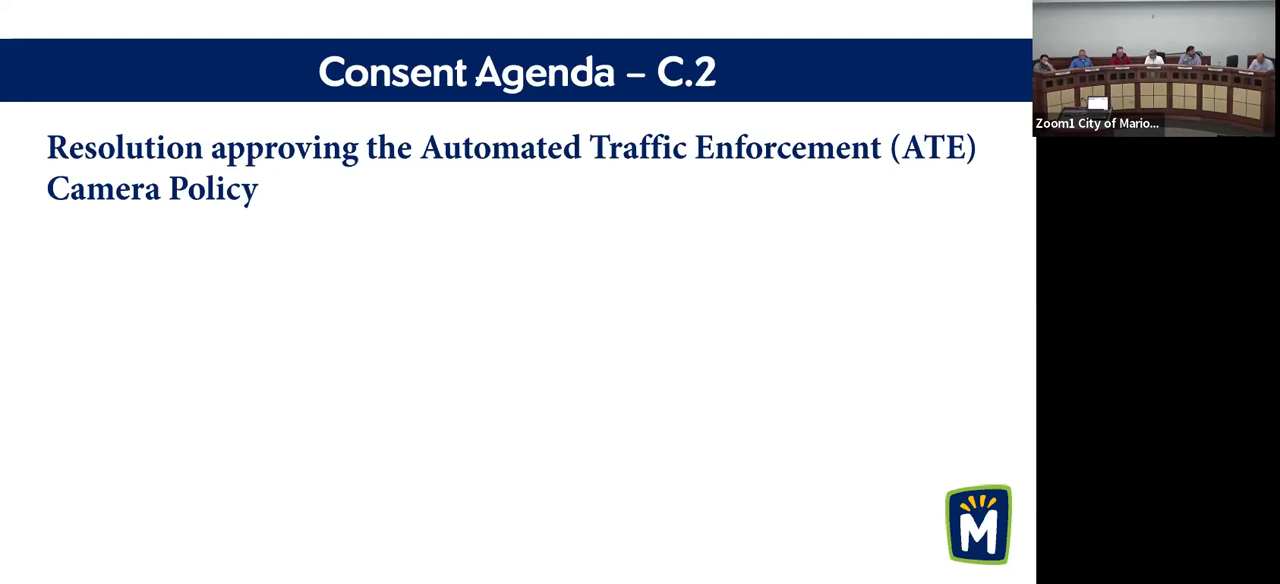 Consent Agenda – C.2
Resolution approving the Automated Traffic Enforcement (ATE)
Camera Policy
Zoom1 City of Mario...
M